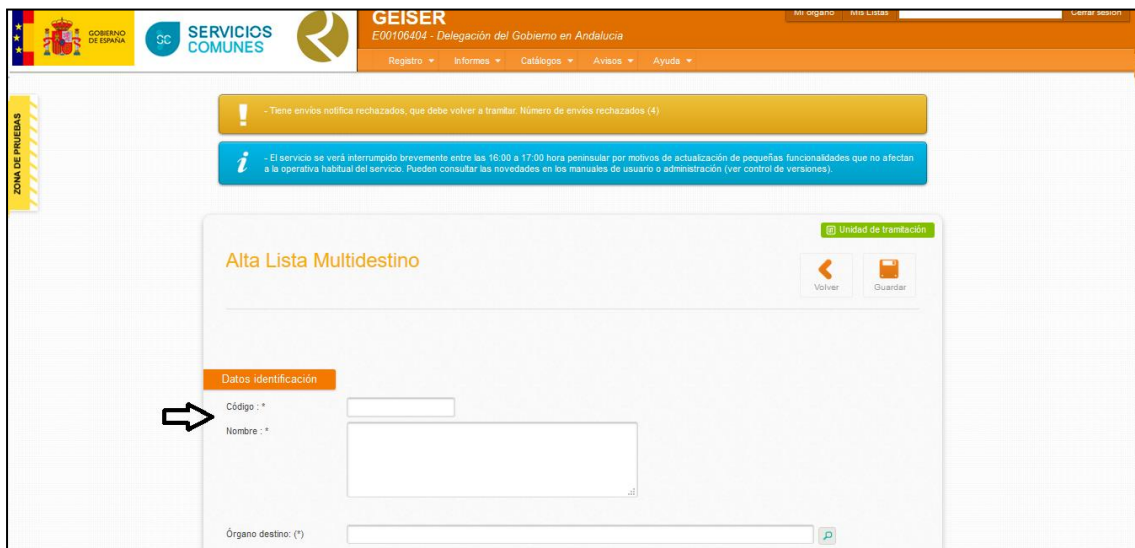 GOBIERNO
DE ESPAÑA
SC
SERVICIOS
COMUNES
GEISER
E00106404 - Delegación del Gobierno en Andalucia
Mi órgano Mis Listas Cerrar sesión
Registro Informes Catálogos Avisos Ayuda
ZONA DE PRUEBAS
- Tiene envíos notifica rechazados, que debe volver a tramitar. Número de envíos rechazados (4)
- El servicio se verá interrumpido brevemente entre las 16:00 a 17:00 hora peninsular por motivos de actualización de pequeñas funcionalidades que no afectan
a la operativa habitual del servicio. Pueden consultar las novedades en los manuales de usuario o administración (ver control de versiones).
Unidad de tramitación
Alta Lista Multidestino
Volver Guardar
Datos identificación
Código : *
Nombre : *
Órgano destino: (*)